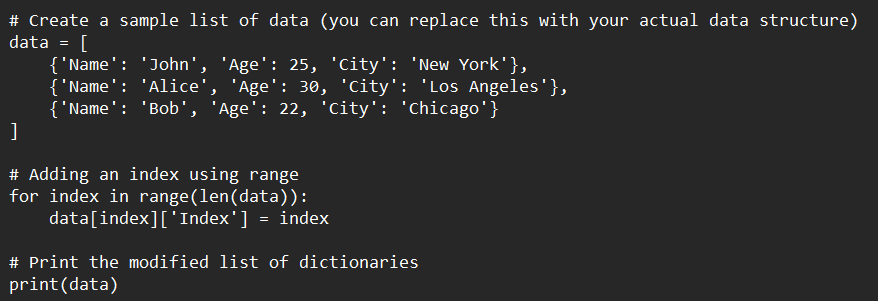 # Create a sample list of data (you can replace this with your actual data structure)
data = [
    {'Name': 'John', 'Age': 25, 'City': 'New York'},
    {'Name': 'Alice', 'Age': 30, 'City': 'Los Angeles'},
    {'Name': 'Bob', 'Age': 22, 'City': 'Chicago'}
]

# Adding an index using range
for index in range(len(data)):
    data[index]['Index'] = index

# Print the modified list of dictionaries
print(data)